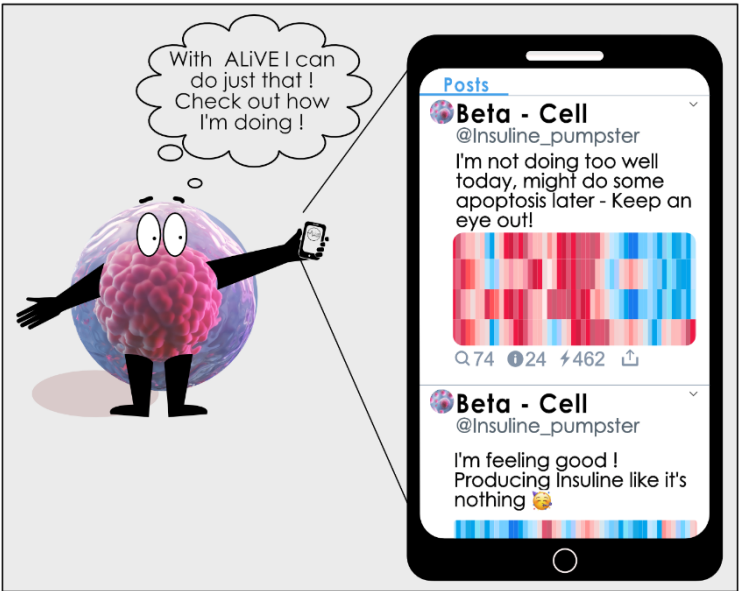 With ALiVE I can
do just that !
Check out how
I'm doing !
Posts
Beta - Cell
@Insuline_pumpster
I'm not doing too well
today, might do some
apoptosis later - Keep an
eye out!
74 24 462
Beta - Cell
@Insuline_pumpster
I'm feeling good !
Producing Insuline like it's
nothing 🥳